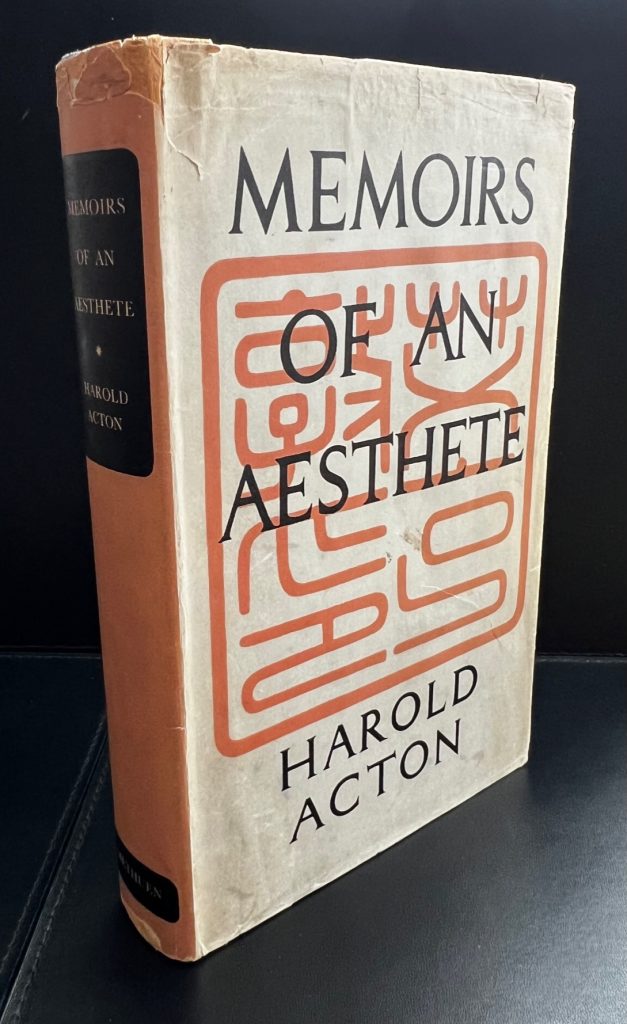 MEMOIRS
OF AN
AESTHETE
HAROLD
ACTON
MEMOIRS
OF AN
AESTHETE
HAROLD
ACTON
METHUEN